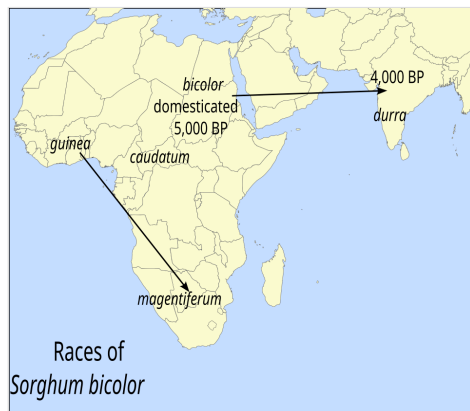 bicolor
domesticated
5,000 BP
4,000 BP
durra
guinea
caudatum
magentiferum
Races of
Sorghum bicolor